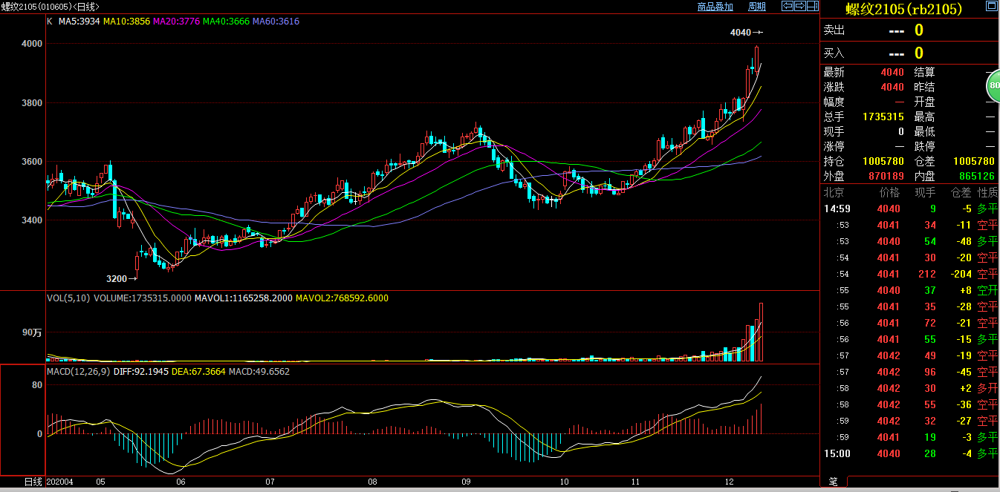 螺纹2105(010605)<日线> 商品叠加 周期
K MA5:3934 MA10:3856 MA20:3776 MA40:3666 MA60:3616
4040→
4000
3800
3600
3400
3200→
VOL(5,10) VOLUME:1735315.0000 MAVOL1:1165258.2000 MAVOL2:768592.6000
90万
MACD(12,26,9) DIFF:92.1945 DEA:67.3664 MACD:49.6562
80
0
日线 202004 05 06 07 08 09 10 11 12
螺纹2105(rb2105)
卖出 --- 0
买入 --- 0
最新 4040 结算 —
涨跌 4040 昨结
幅度 — 开盘 —
总手 1735315 最高 —
现手 0 最低 —
涨停 — 跌停 —
持仓 1005780 仓差 1005780
外盘 870189 内盘 865126
80
北京 价格 现手 仓差 性质
14:59 4040 9 -5 多平
:53 4041 34 -11 空平
:53 4040 54 -48 多平
:54 4041 30 -20 空平
:54 4041 212 -204 空平
:55 4040 37 +8 空开
:55 4041 35 -28 空平
:56 4041 72 -21 空平
:56 4041 55 -15 多平
:57 4042 49 -19 空平
:57 4042 96 -45 空平
:58 4042 30 +2 多开
:58 4042 55 -36 空平
:59 4042 32 -27 空平
:59 4041 19 -3 多平
15:00 4040 28 -4 多平
笔